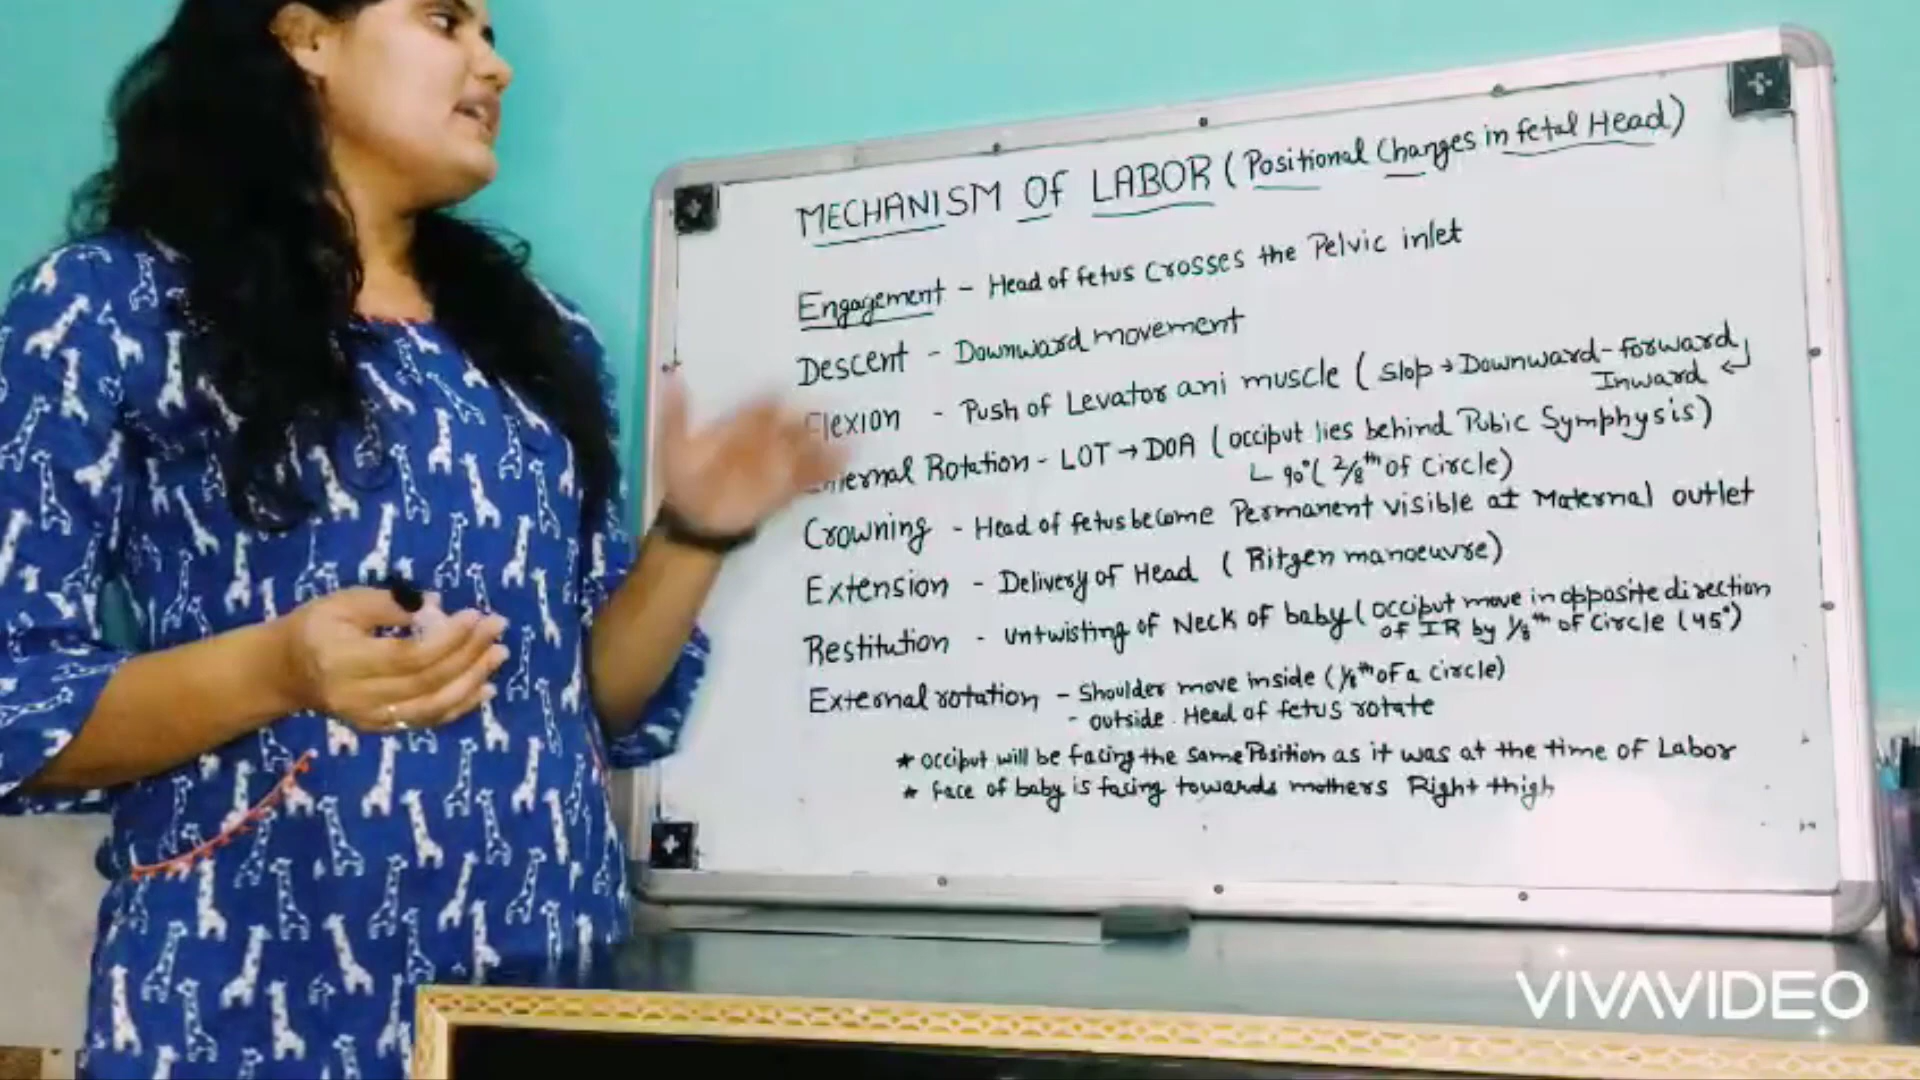 MECHANISM OF LABOR (Positional Changes in fetal Head)
Engagement - Head of fetus crosses the Pelvic inlet
Descent - Downward movement
Flexion - Push of Levator ani muscle ( Slop → Downward-forward
Inward
Internal Rotation - LOT → DOA (occiput lies behind Pubic Symphysis)
90° ( 2/8th of Circle)
Crowning - Head of fetus become Permanent visible at Maternal outlet
Extension - Delivery of Head ( Ritgen manoeuvre)
Restitution - Untwisting of Neck of baby (occiput move in opposite direction
of IR by 1/8th of Circle (45°)
External rotation - Shoulder move inside (1/8th of a circle)
- outside. Head of fetus rotate
* occiput will be facing the same Position as it was at the time of Labor
* face of baby is facing towards mothers Right thigh
VIVAVIDEO